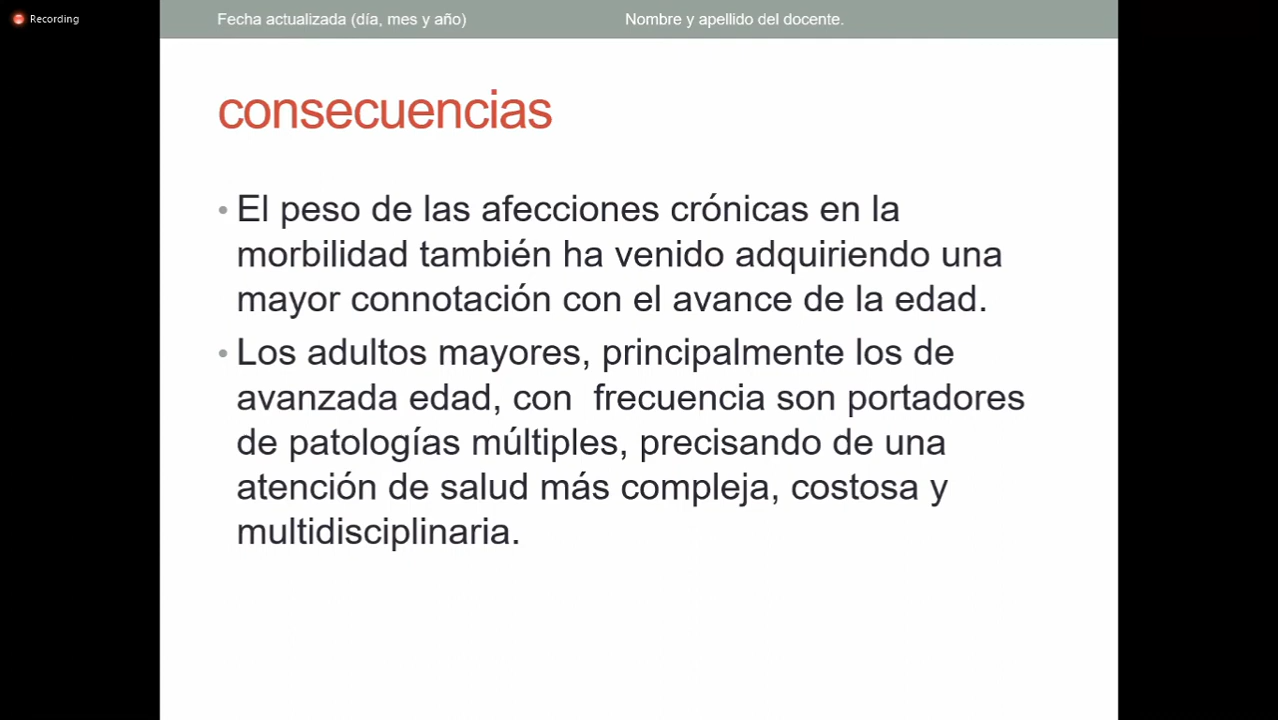 Recording
Fecha actualizada (día, mes y año)
Nombre y apellido del docente.
consecuencias
• El peso de las afecciones crónicas en la
morbilidad también ha venido adquiriendo una
mayor connotación con el avance de la edad.
• Los adultos mayores, principalmente los de
avanzada edad, con  frecuencia son portadores
de patologías múltiples, precisando de una
atención de salud más compleja, costosa y
multidisciplinaria.